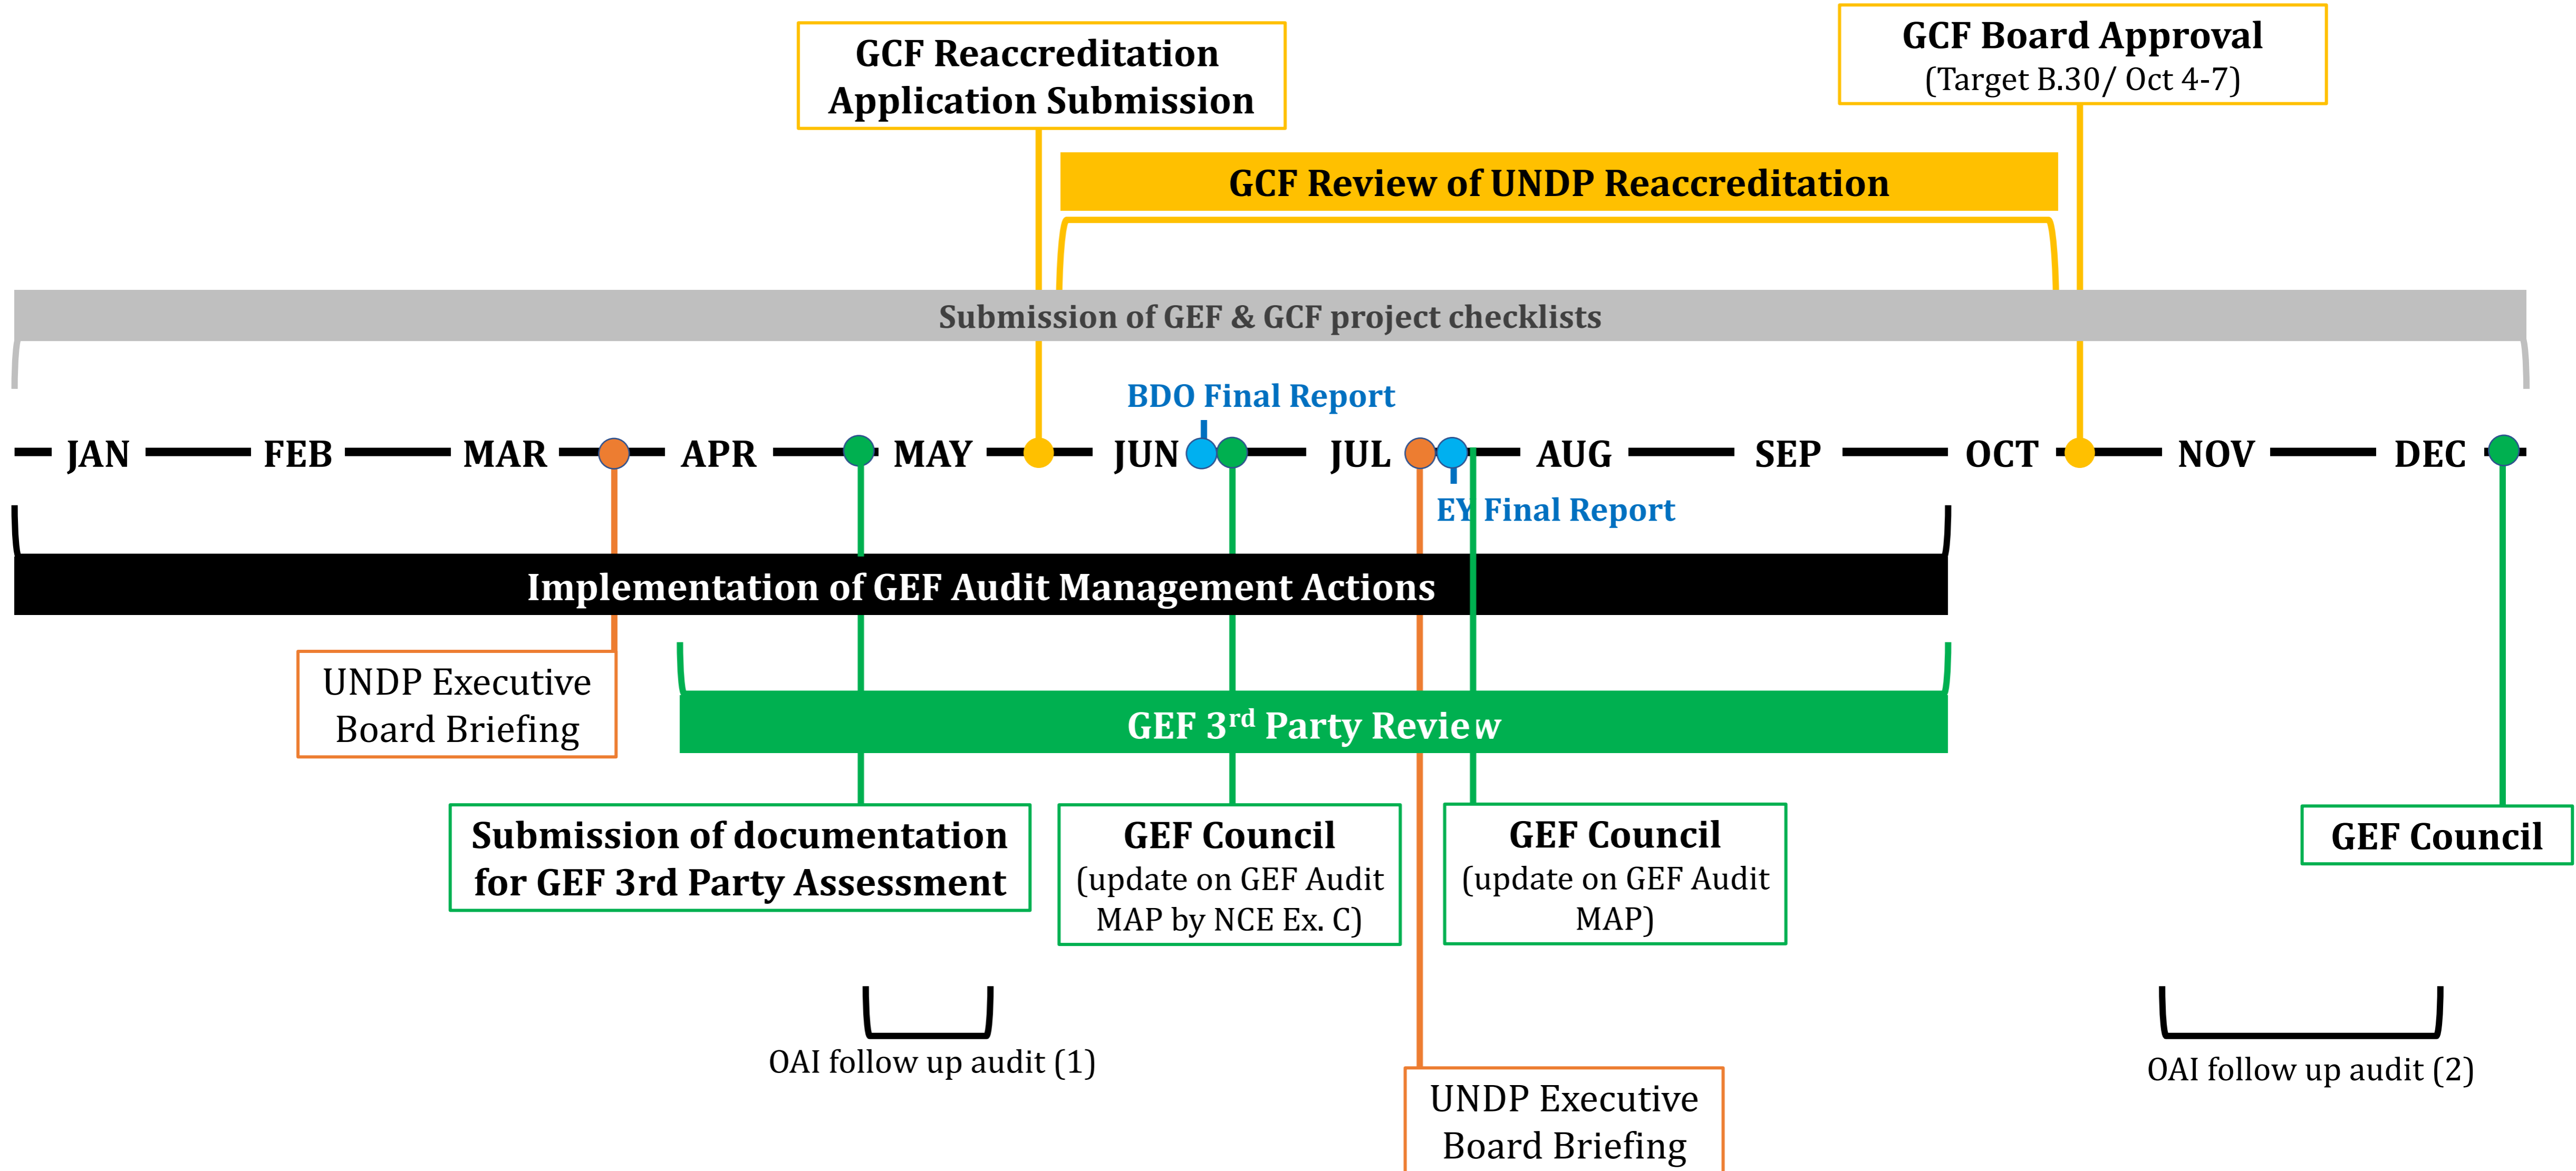 GCF Reaccreditation
Application Submission
GCF Board Approval
(Target B.30/ Oct 4-7)
GCF Review of UNDP Reaccreditation
Submission of GEF & GCF project checklists
BDO Final Report
JAN FEB MAR APR MAY JUN JUL AUG SEP OCT NOV DEC
EY Final Report
Implementation of GEF Audit Management Actions
UNDP Executive
Board Briefing
GEF 3rd Party Review
Submission of documentation
for GEF 3rd Party Assessment
GEF Council
(update on GEF Audit
MAP by NCE Ex. C)
GEF Council
(update on GEF Audit
MAP)
GEF Council
OAI follow up audit (1)
OAI follow up audit (2)
UNDP Executive
Board Briefing